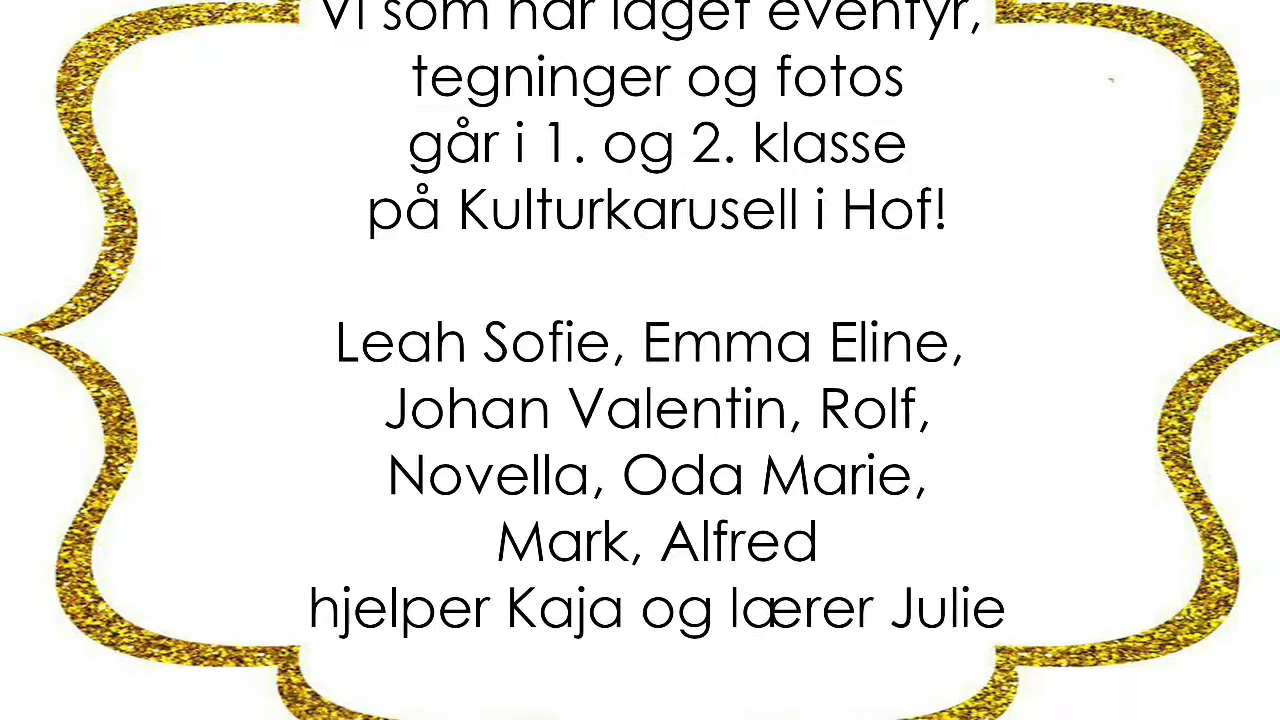 Vi som har laget eventyr,
tegninger og fotos
går i 1. og 2. klasse
på Kulturkarusell i Hof!
Leah Sofie, Emma Eline,
Johan Valentin, Rolf,
Novella, Oda Marie,
Mark, Alfred
hjelper Kaja og lærer Julie